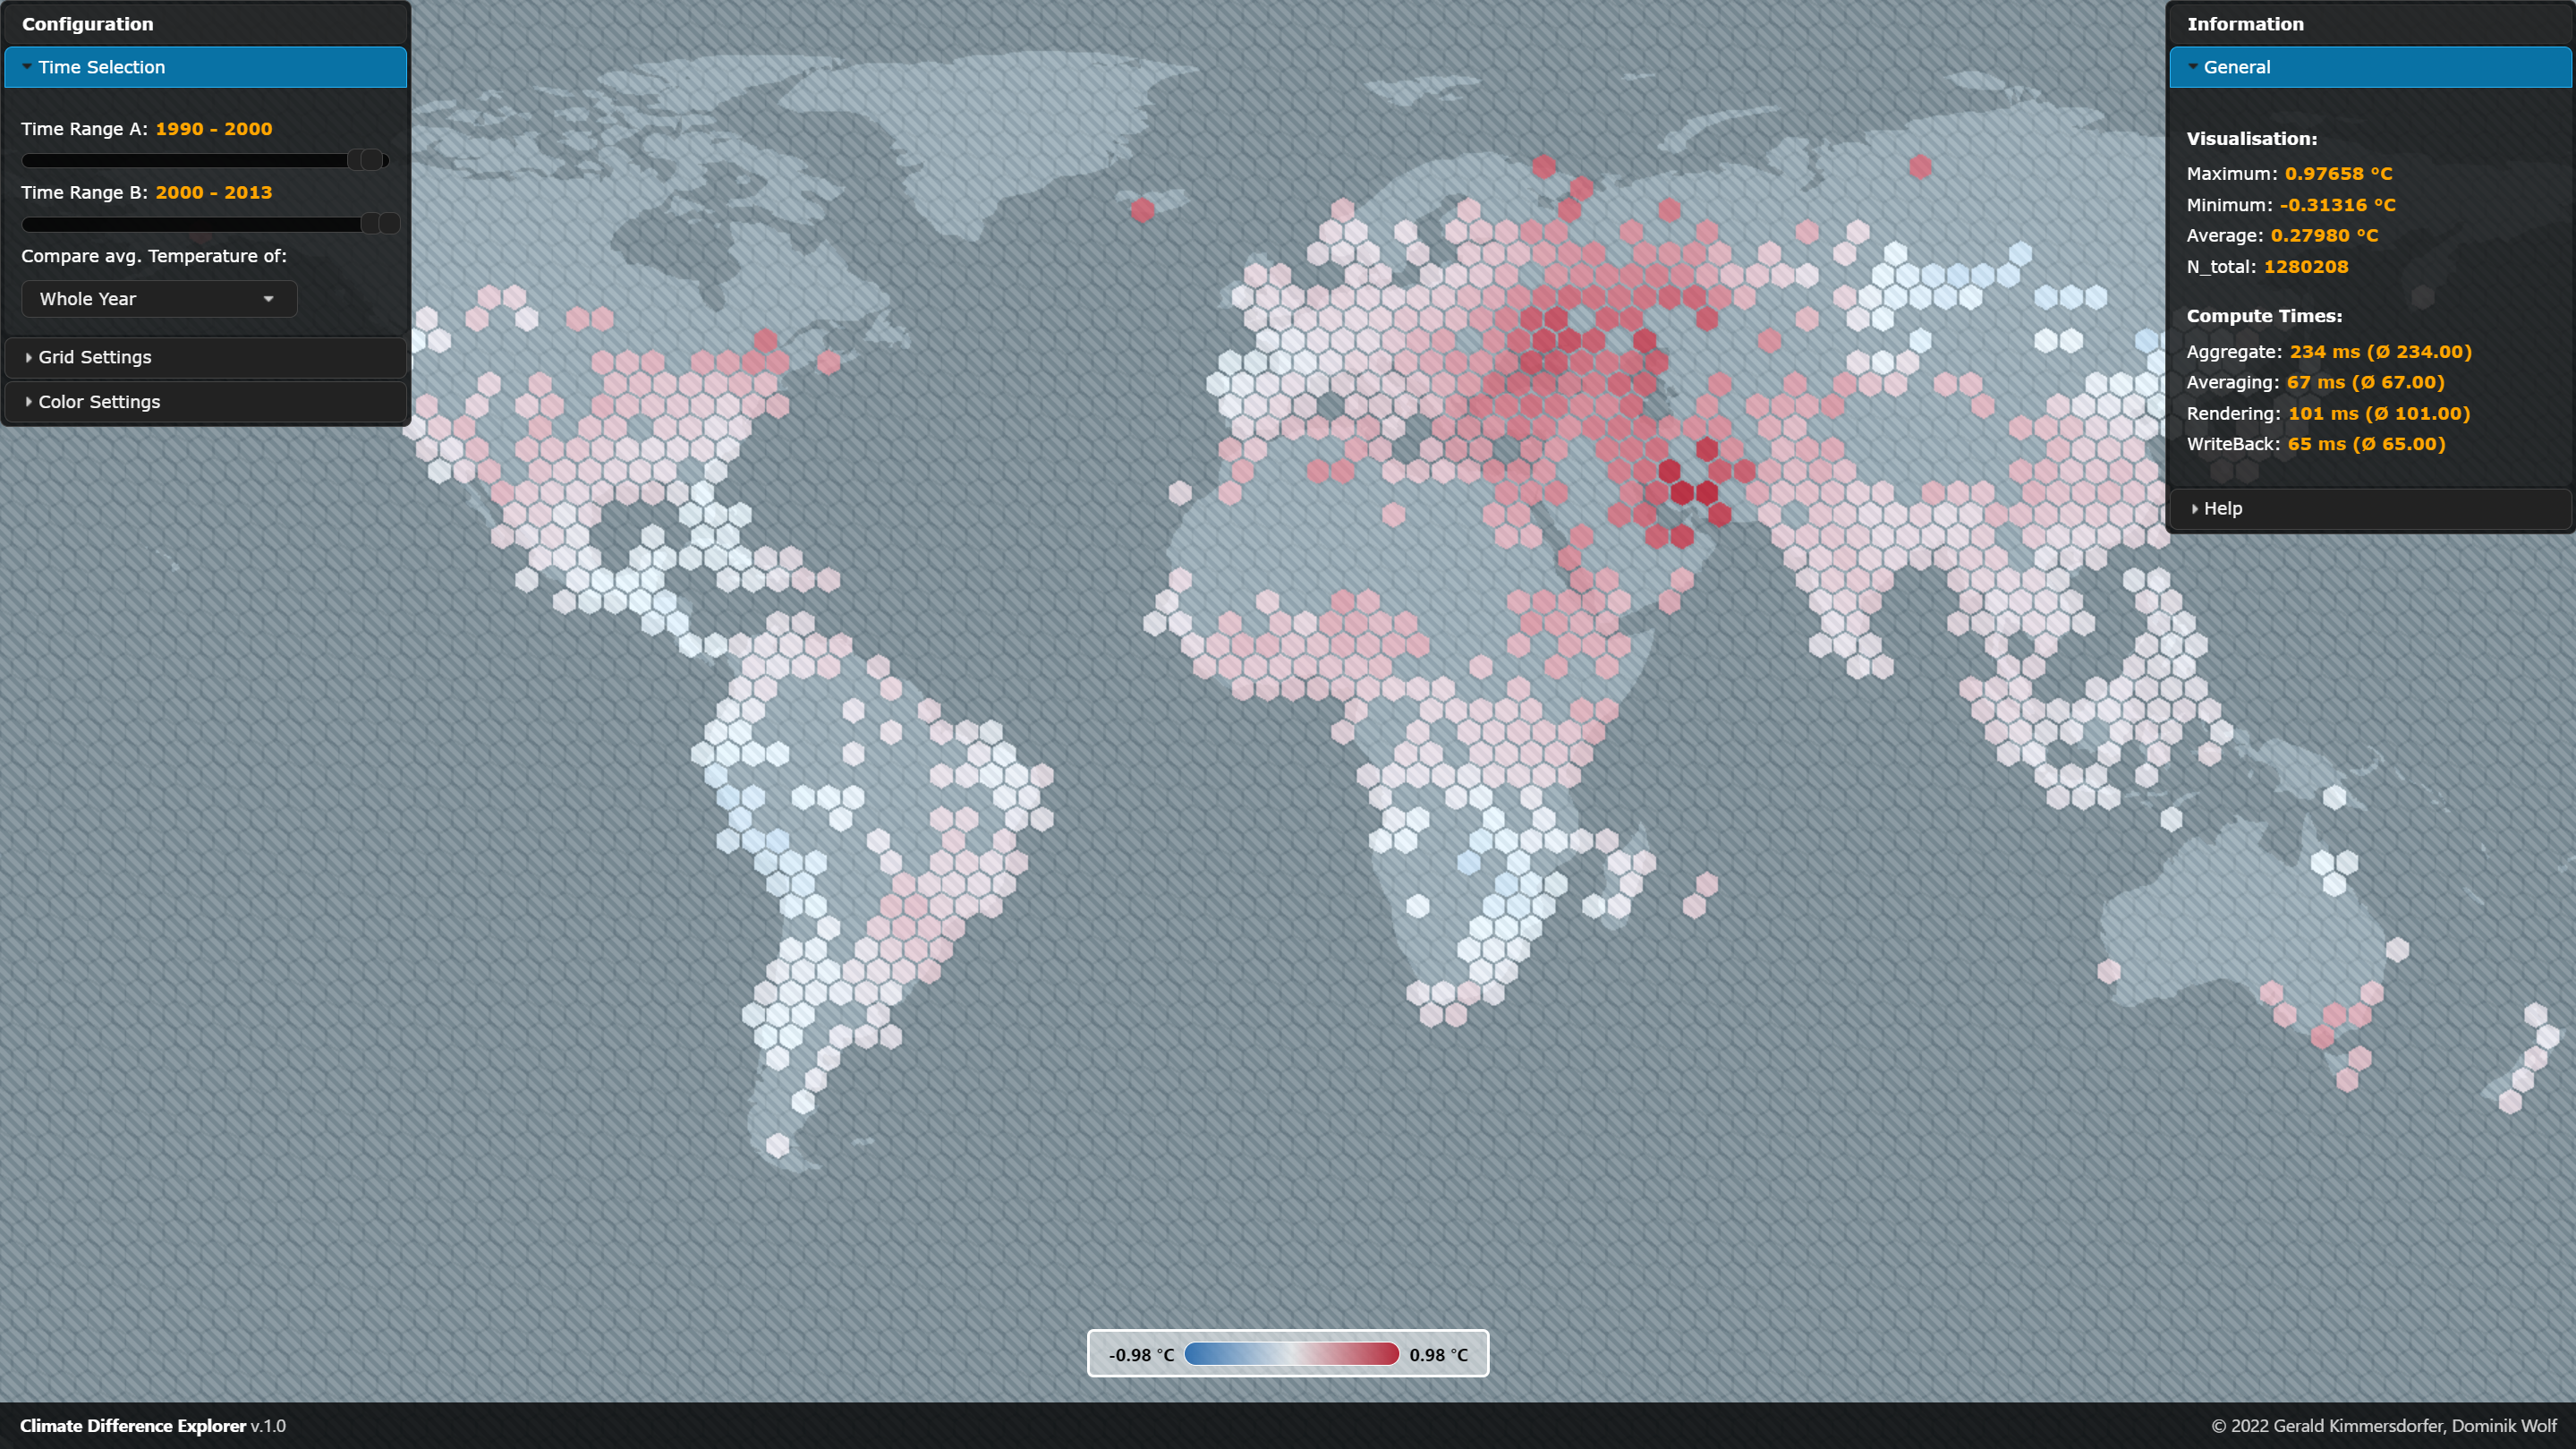 Configuration
Time Selection
Time Range A: 1990 - 2000
Time Range B: 2000 - 2013
Compare avg. Temperature of:
Whole Year
Grid Settings
Color Settings
Information
General
Visualisation:
Maximum: 0.97658 °C
Minimum: -0.31316 °C
Average: 0.27980 °C
N_total: 1280208
Compute Times:
Aggregate: 234 ms (Ø 234.00)
Averaging: 67 ms (Ø 67.00)
Rendering: 101 ms (Ø 101.00)
WriteBack: 65 ms (Ø 65.00)
Help
-0.98 °C 0.98 °C
Climate Difference Explorer v.1.0
© 2022 Gerald Kimmersdorfer, Dominik Wolf